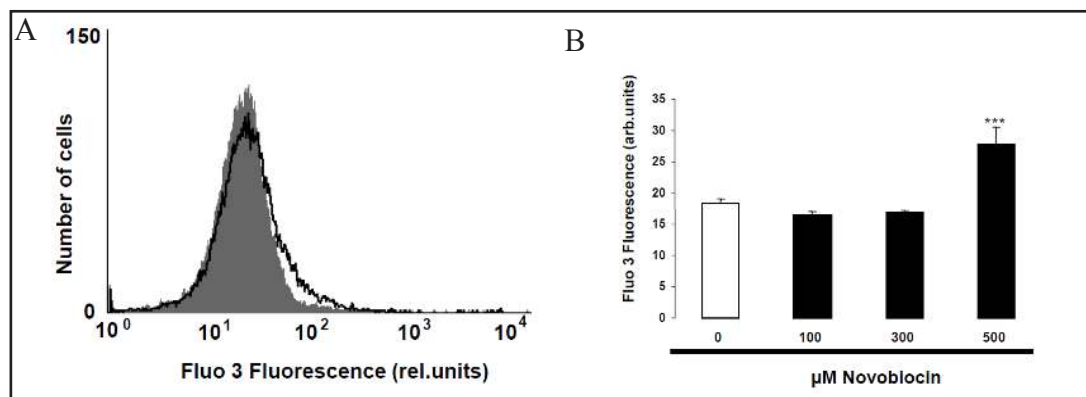 A
150
Number of cells
0
10^0 10^1 10^2 10^3 10^4
Fluo 3 Fluorescence (rel.units)
B
Fluo 3 Fluorescence (arb.units)
35
30
25
20
15
10
5
0
***
0 100 300 500
µM Novobiocin